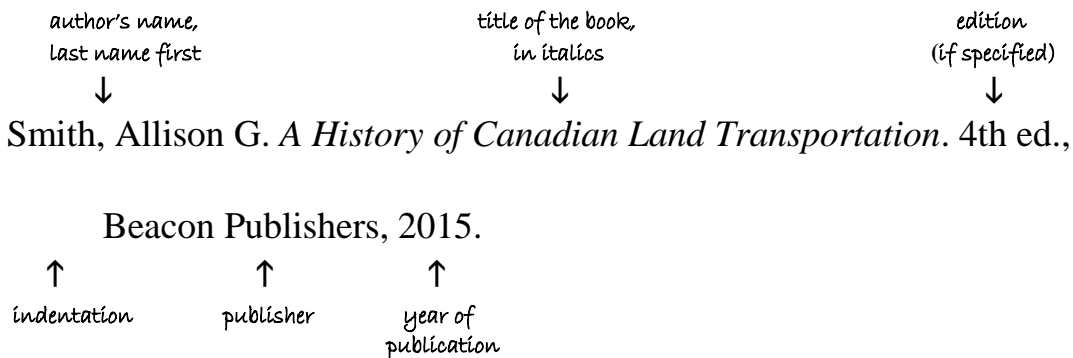 author's name,
last name first
title of the book,
in italics
edition
(if specified)
↓ ↓ ↓
Smith, Allison G. A History of Canadian Land Transportation. 4th ed.,
Beacon Publishers, 2015.
↑ ↑ ↑
indentation
publisher
year of
publication